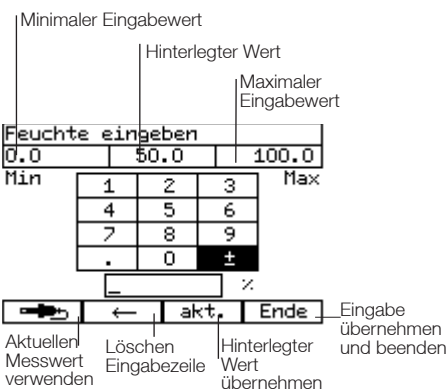 Minimaler Eingabewert
Hinterlegter Wert
Maximaler
Eingabewert
Feuchte eingeben
0.0 50.0 100.0
Min Max
1 2 3
4 5 6
7 8 9
. 0 ±
_ %
← akt. Ende
Eingabe
übernehmen
und beenden
Aktuellen
Messwert
verwenden
Löschen
Eingabezeile
Hinterlegter
Wert
übernehmen